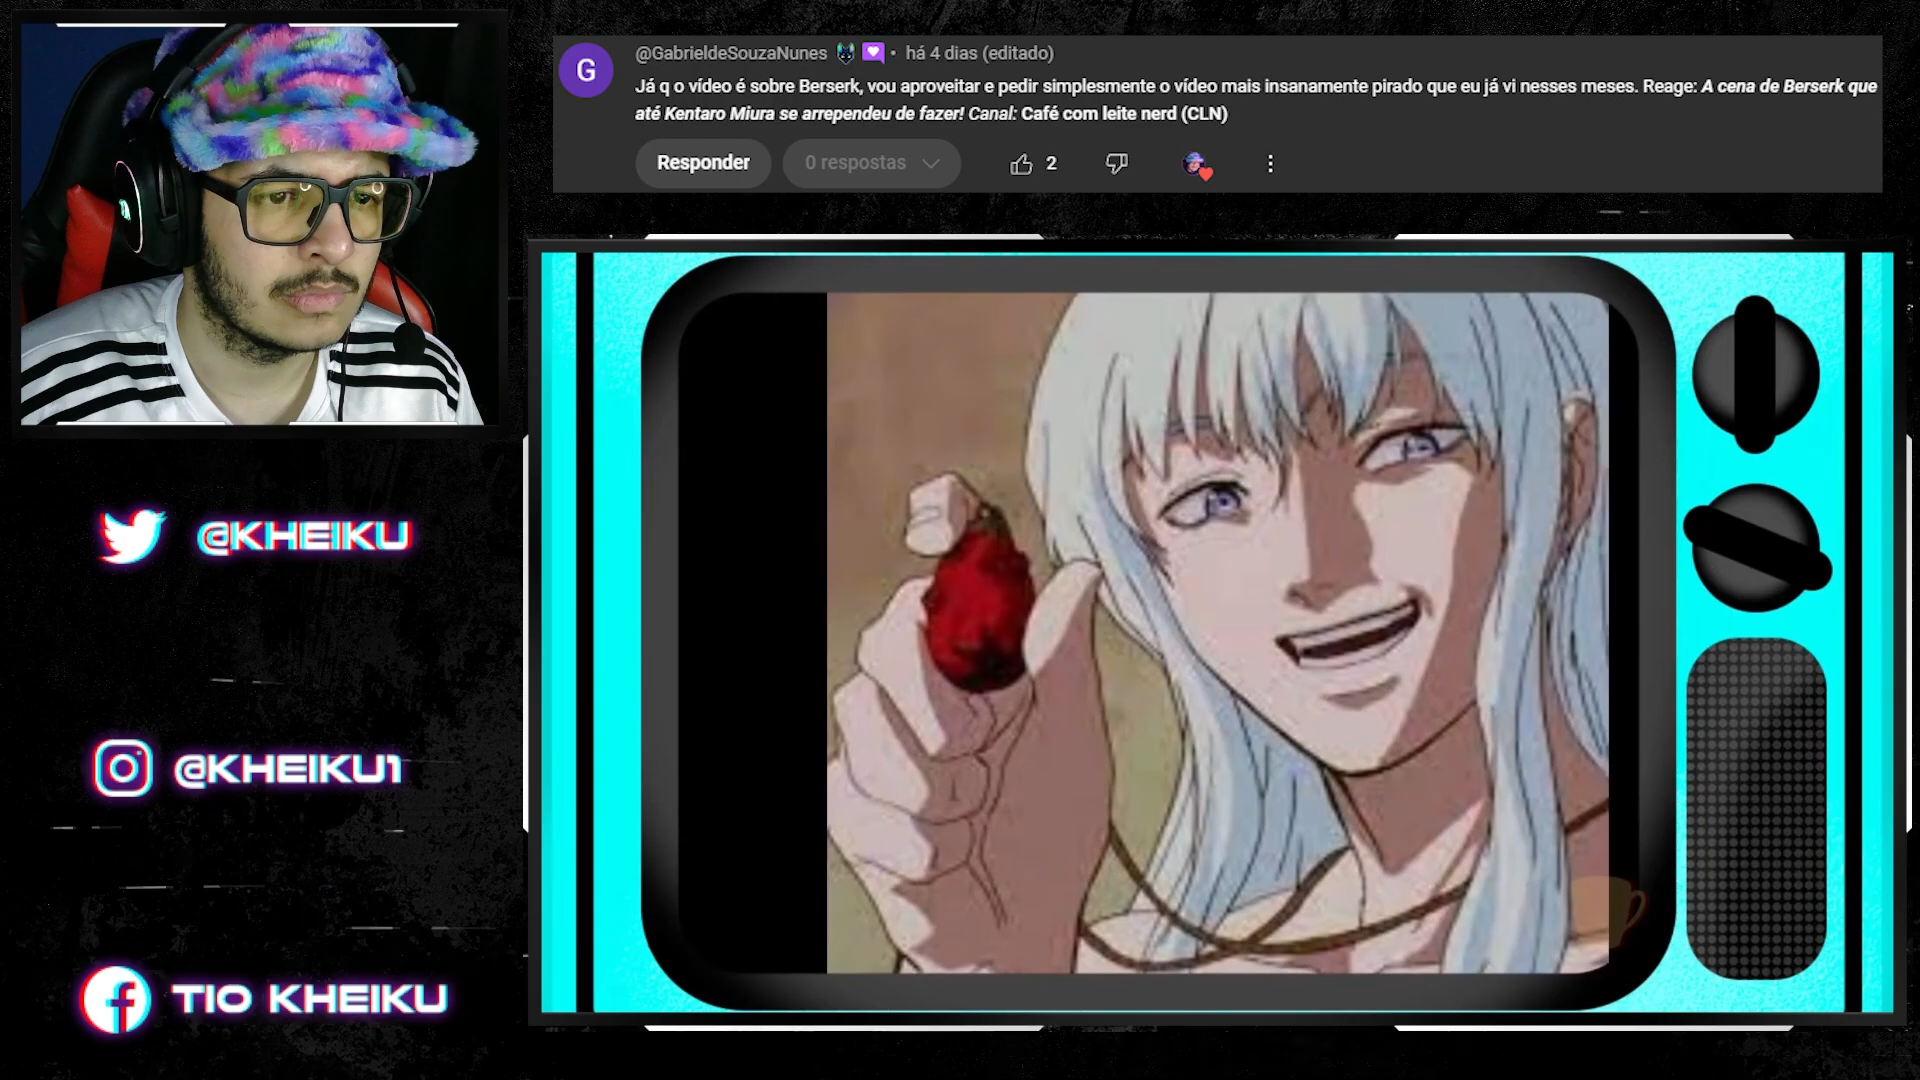 G
@GabrieldeSouzaNunes • há 4 dias (editado)
Já q o vídeo é sobre Berserk, vou aproveitar e pedir simplesmente o vídeo mais insanamente pirado que eu já vi nesses meses. Reage: A cena de Berserk que
até Kentaro Miura se arrependeu de fazer! Canal: Café com leite nerd (CLN)
Responder
0 respostas
2
@KHEIKU
@KHEIKU1
TIO KHEIKU